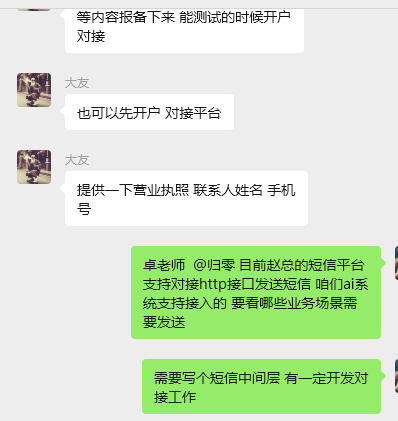 等内容报备下来 能测试的时候开户
对接
大友
也可以先开户 对接平台
大友
提供一下营业执照 联系人姓名 手机
号
卓老师  @归零 目前赵总的短信平台
支持对接http接口发送短信 咱们ai系
统支持接入的 要看哪些业务场景需
要发送
需要写个短信中间层 有一定开发对
接工作